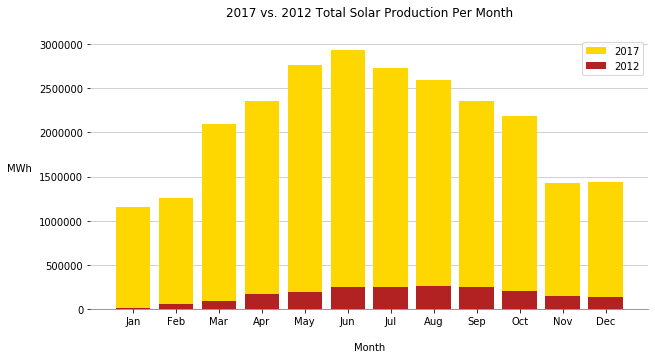 2017 vs. 2012 Total Solar Production Per Month
2017
2012
3000000
2500000
2000000
1500000
1000000
500000
0
MWh
Jan Feb Mar Apr May Jun Jul Aug Sep Oct Nov Dec
Month